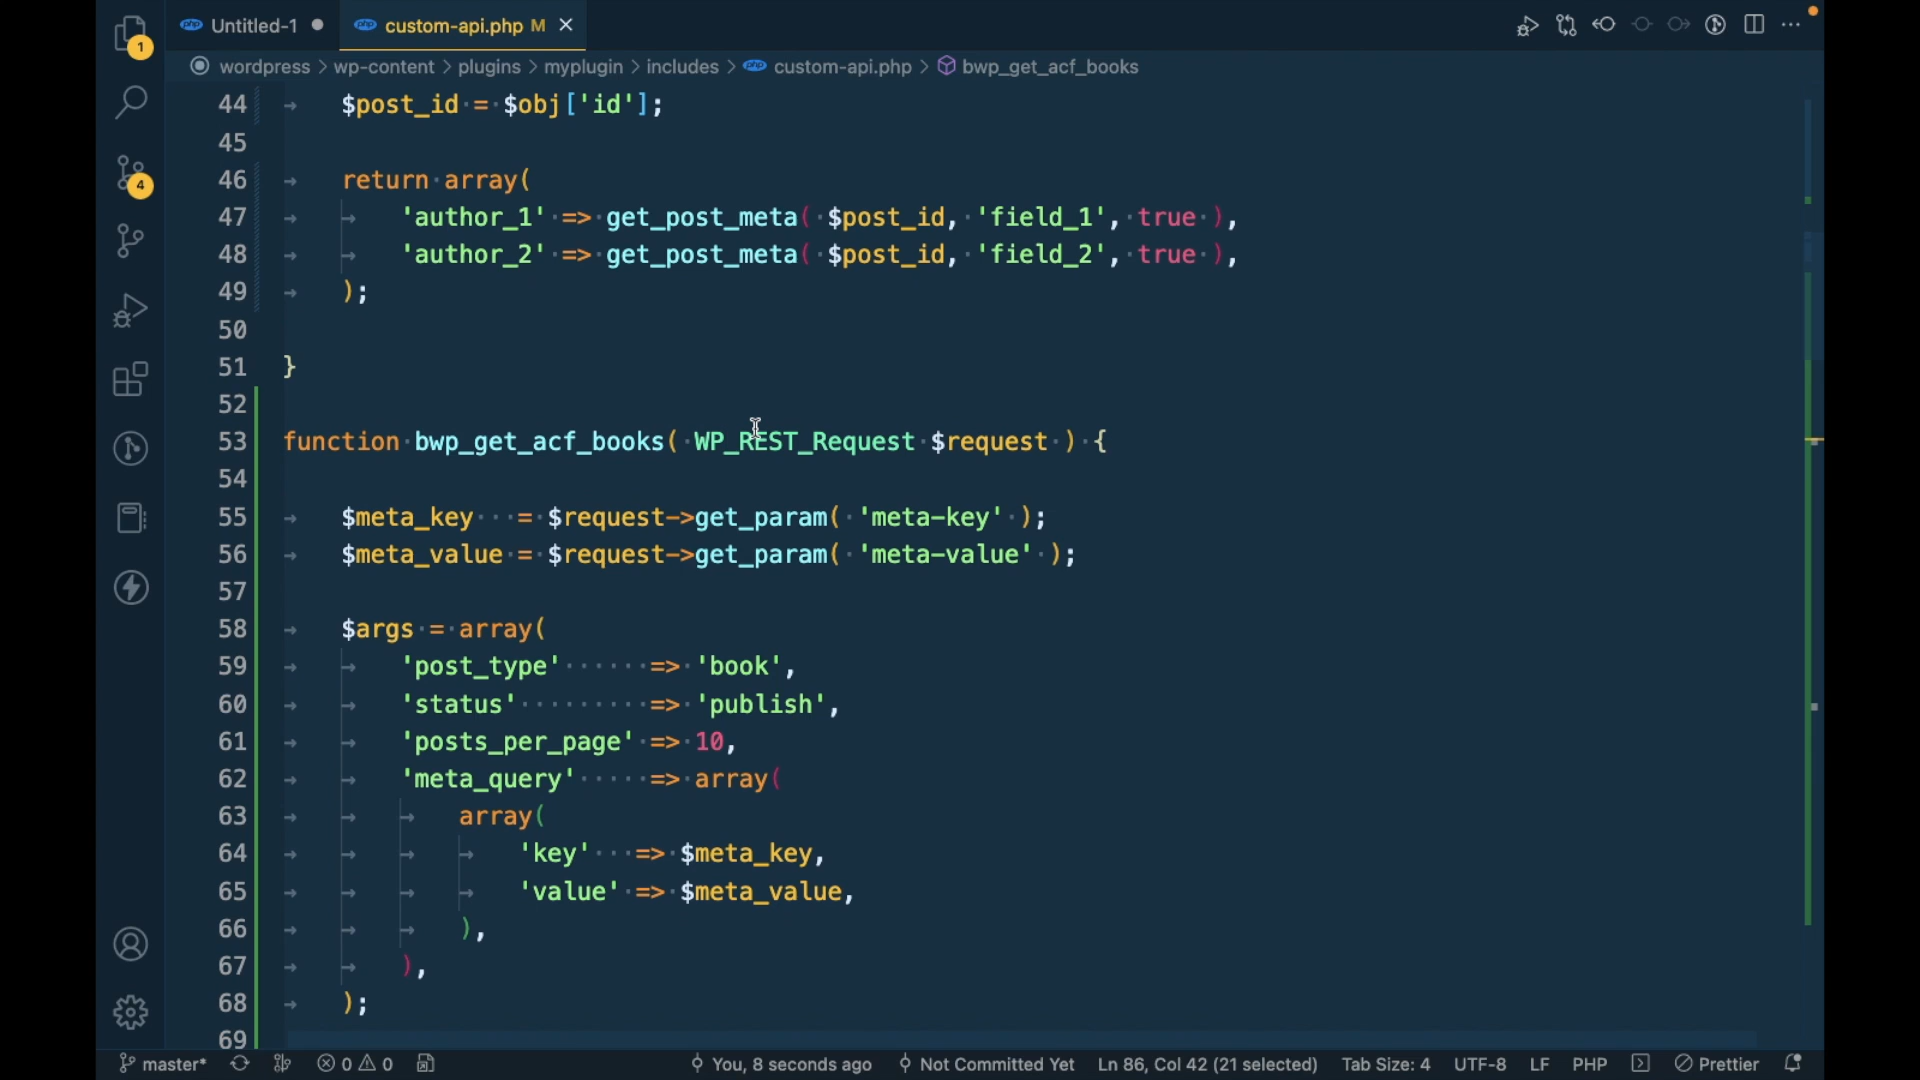 php Untitled-1 ●
php custom-api.php M ×
1
4
wordpress > wp-content > plugins > myplugin > includes > php custom-api.php > bwp_get_acf_books
44 $post_id = $obj['id'];
45
46 return array(
47 'author_1' => get_post_meta( $post_id, 'field_1', true ),
48 'author_2' => get_post_meta( $post_id, 'field_2', true ),
49 );
50
51 }
52
53 function bwp_get_acf_books( WP_REST_Request $request ) {
54
55 $meta_key   = $request->get_param( 'meta-key' );
56 $meta_value = $request->get_param( 'meta-value' );
57
58 $args = array(
59 'post_type'      => 'book',
60 'status'         => 'publish',
61 'posts_per_page' => 10,
62 'meta_query'     => array(
63 array(
64 'key'   => $meta_key,
65 'value' => $meta_value,
66 ),
67 ),
68 );
69
master* 0 0 You, 8 seconds ago Not Committed Yet Ln 86, Col 42 (21 selected) Tab Size: 4 UTF-8 LF PHP Prettier